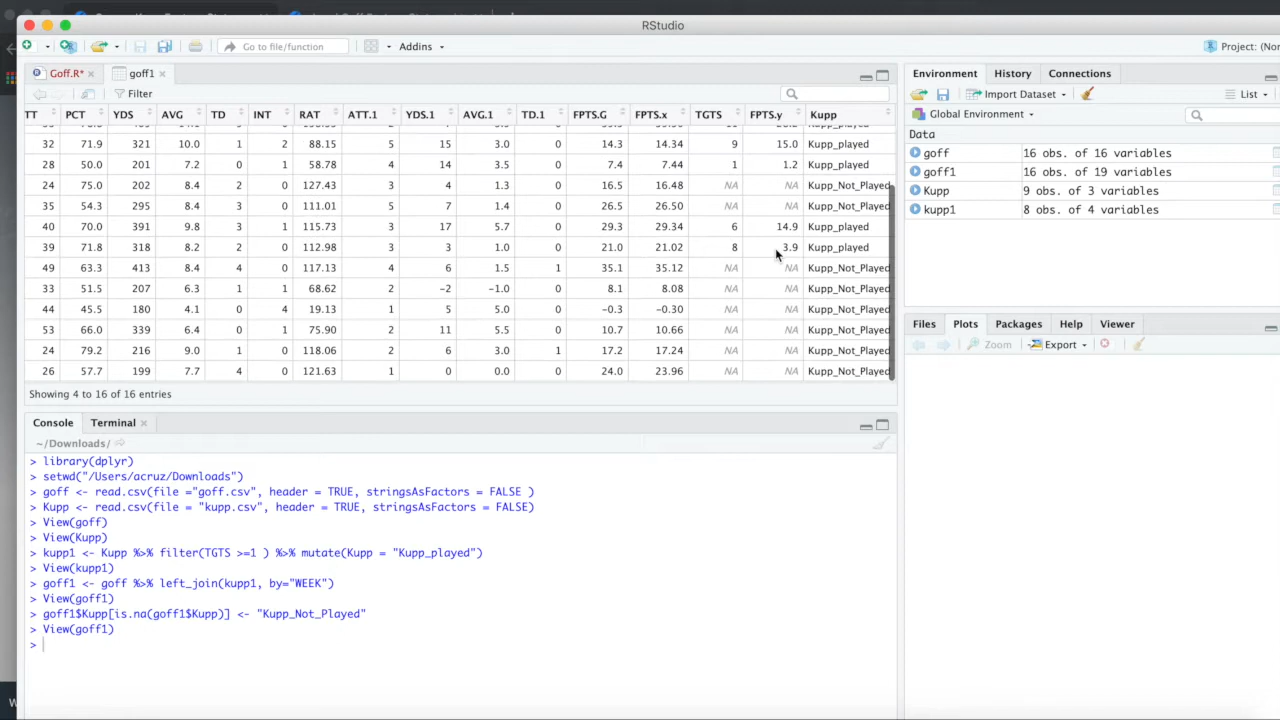 RStudio
Go to file/function
Addins
Project: (Nor
Goff.R*
goff1
Filter
TT PCT YDS AVG TD INT RAT ATT.1 YDS.1 AVG.1 TD.1 FPTS.G FPTS.x TGTS FPTS.y Kupp
32 71.9 321 10.0 1 2 88.15 5 15 3.0 0 14.3 14.34 9 15.0 Kupp_played
28 50.0 201 7.2 0 1 58.78 4 14 3.5 0 7.4 7.44 1 1.2 Kupp_played
24 75.0 202 8.4 2 0 127.43 3 4 1.3 0 16.5 16.48 NA NA Kupp_Not_Played
35 54.3 295 8.4 3 0 111.01 5 7 1.4 0 26.5 26.50 NA NA Kupp_Not_Played
40 70.0 391 9.8 3 1 115.73 3 17 5.7 0 29.3 29.34 6 14.9 Kupp_played
39 71.8 318 8.2 2 0 112.98 3 3 1.0 0 21.0 21.02 8 3.9 Kupp_played
49 63.3 413 8.4 4 0 117.13 4 6 1.5 1 35.1 35.12 NA NA Kupp_Not_Played
33 51.5 207 6.3 1 1 68.62 2 -2 -1.0 0 8.1 8.08 NA NA Kupp_Not_Played
44 45.5 180 4.1 0 4 19.13 1 5 5.0 0 -0.3 -0.30 NA NA Kupp_Not_Played
53 66.0 339 6.4 0 1 75.90 2 11 5.5 0 10.7 10.66 NA NA Kupp_Not_Played
24 79.2 216 9.0 1 0 118.06 2 6 3.0 1 17.2 17.24 NA NA Kupp_Not_Played
26 57.7 199 7.7 4 0 121.63 1 0 0.0 0 24.0 23.96 NA NA Kupp_Not_Played
Showing 4 to 16 of 16 entries
Console Terminal
~/Downloads/
> library(dplyr)
> setwd("/Users/acruz/Downloads")
> goff <- read.csv(file ="goff.csv", header = TRUE, stringsAsFactors = FALSE )
> Kupp <- read.csv(file = "kupp.csv", header = TRUE, stringsAsFactors = FALSE)
> View(goff)
> View(Kupp)
> kupp1 <- Kupp %>% filter(TGTS >=1 ) %>% mutate(Kupp = "Kupp_played")
> View(kupp1)
> goff1 <- goff %>% left_join(kupp1, by="WEEK")
> View(goff1)
> goff1$Kupp[is.na(goff1$Kupp)] <- "Kupp_Not_Played"
> View(goff1)
>
Environment History Connections
Import Dataset List
Global Environment
Data
goff 16 obs. of 16 variables
goff1 16 obs. of 19 variables
Kupp 9 obs. of 3 variables
kupp1 8 obs. of 4 variables
Files Plots Packages Help Viewer
Zoom Export